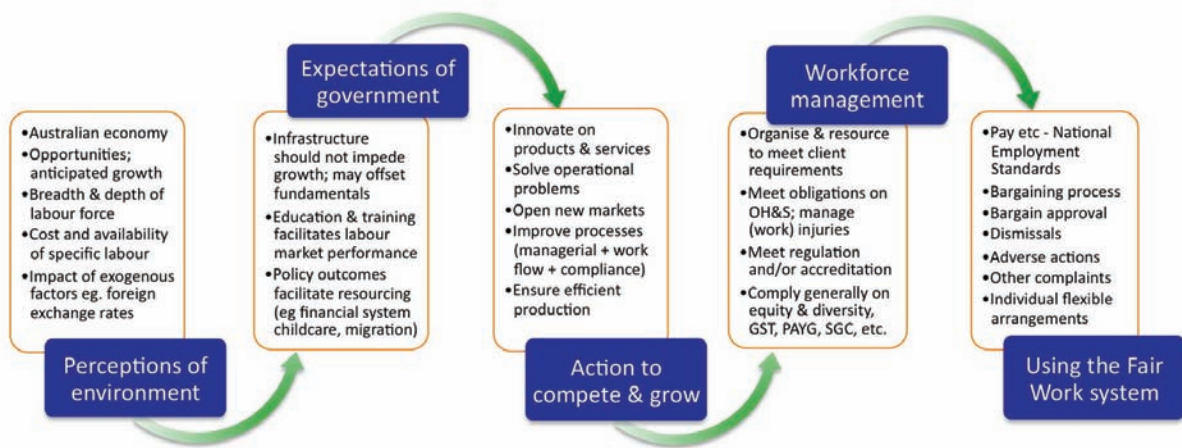 •Australian economy
•Opportunities;
anticipated growth
•Breadth & depth of
labour force
•Cost and availability
of specific labour
•Impact of exogenous
factors eg. foreign
exchange rates
Perceptions of
environment
Expectations of
government
•Infrastructure
should not impede
growth; may offset
fundamentals
•Education & training
facilitates labour
market performance
•Policy outcomes
facilitate resourcing
(eg financial system
childcare, migration)
•Innovate on
products & services
•Solve operational
problems
•Open new markets
•Improve processes
(managerial + work
flow + compliance)
•Ensure efficient
production
Action to
compete & grow
Workforce
management
•Organise & resource
to meet client
requirements
•Meet obligations on
OH&S; manage
(work) injuries
•Meet regulation
and/or accreditation
•Comply generally on
equity & diversity,
GST, PAYG, SGC, etc.
•Pay etc - National
Employment
Standards
•Bargaining process
•Bargain approval
•Dismissals
•Adverse actions
•Other complaints
•Individual flexible
arrangements
Using the Fair
Work system